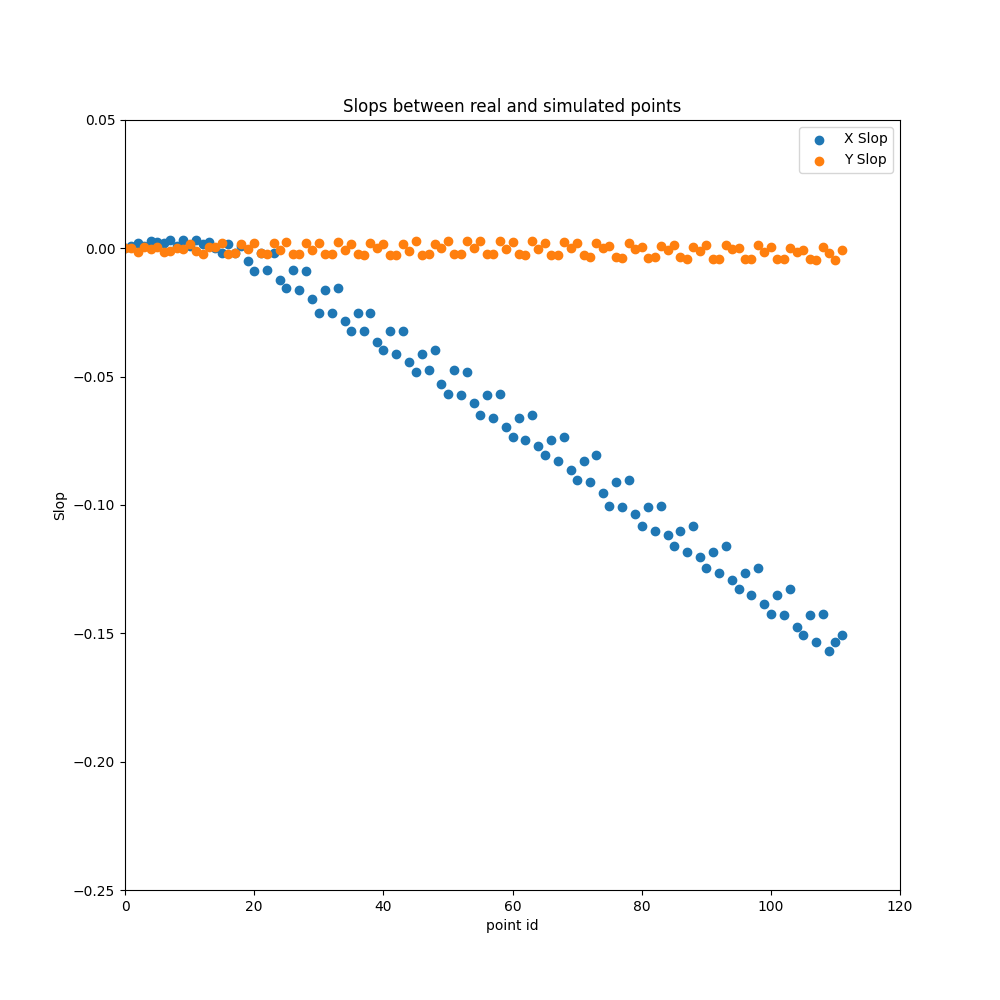 Slops between real and simulated points
X Slop
Y Slop
0.05
0.00
−0.05
−0.10
−0.15
−0.20
−0.25
Slop
0 20 40 60 80 100 120
point id